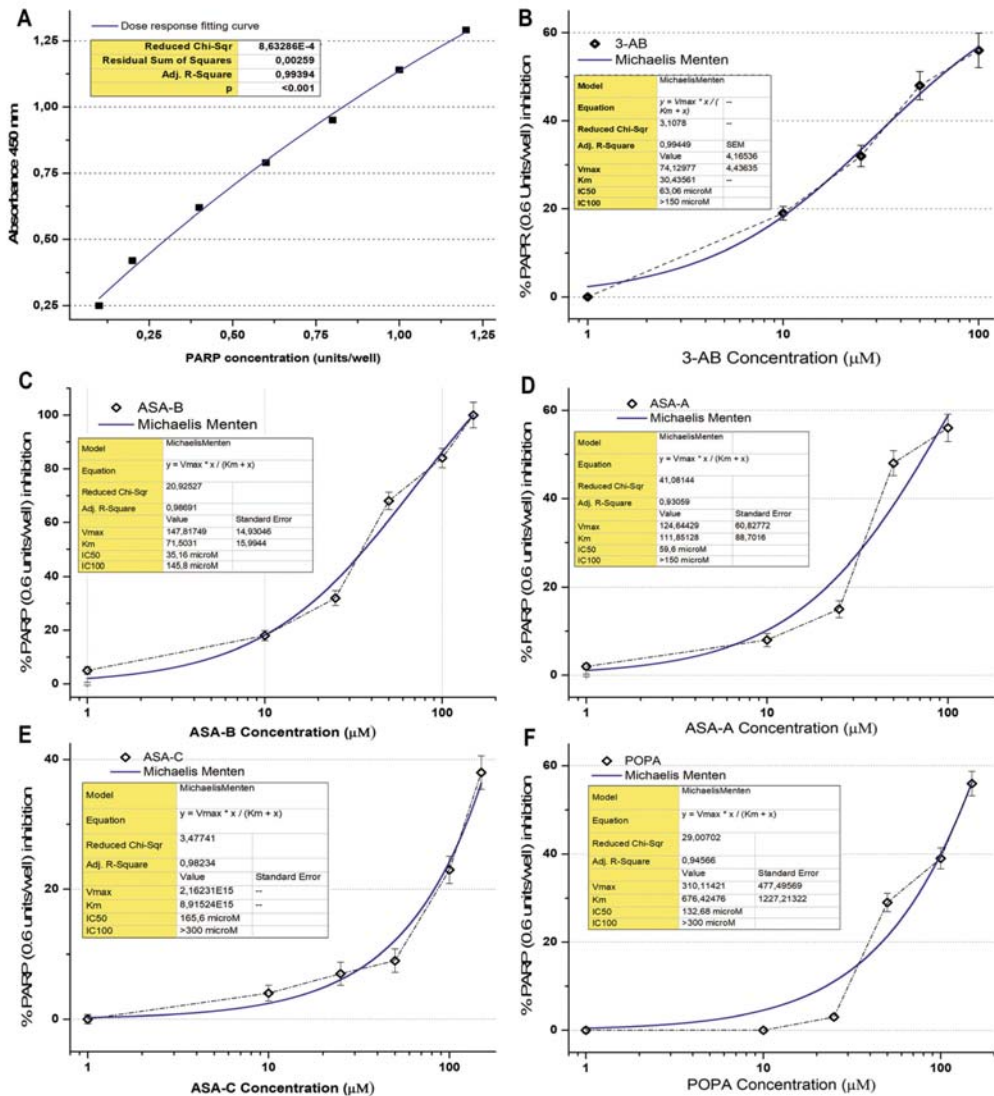 A
Dose response fitting curve
Reduced Chi-Sqr 8,63286E-4
Residual Sum of Squares 0,00259
Adj. R-Square 0,99394
p <0.001
1,25
1,00
0,75
0,50
0,25
Absorbance 450 nm
0,25 0,50 0,75 1,00 1,25
PARP concentration (units/well)
B
3-AB
Michaelis Menten
Model MichaelisMenten
Equation y = Vmax * x / ( Km + x) --
Reduced Chi-Sqr 3,1078 --
Adj. R-Square 0,99449 SEM
Value 4,16536
Vmax 74,12977 4,43635
Km 30,43561 --
IC50 63,06 microM
IC100 >150 microM
60
40
20
0
% PAPR (0.6 Units/well) inhibition
1 10 100
3-AB Concentration (µM)
C
ASA-B
Michaelis Menten
Model MichaelisMenten
Equation y = Vmax * x / (Km + x)
Reduced Chi-Sqr 20,92527
Adj. R-Square 0,98691
Value Standard Error
Vmax 147,81749 14,93046
Km 71,5031 15,9944
IC50 35,16 microM
IC100 145,8 microM
100
80
60
40
20
0
% PARP (0.6 units/well) inhibition
1 10 100
ASA-B Concentration (µM)
D
ASA-A
Michaelis Menten
Model MichaelisMenten
Equation y = Vmax * x / (Km + x)
Reduced Chi-Sqr 41,08144
Adj. R-Square 0,93059
Value Standard Error
Vmax 124,64429 60,82772
Km 111,85128 88,7016
IC50 59,6 microM
IC100 >150 microM
60
40
20
0
% PARP (0.6 units/well) inhibition
1 10 100
ASA-A Concentration (µM)
E
ASA-C
Michaelis Menten
Model MichaelisMenten
Equation y = Vmax * x / (Km + x)
Reduced Chi-Sqr 3,47741
Adj. R-Square 0,98234
Value Standard Error
Vmax 2,16231E15 --
Km 8,91524E15 --
IC50 165,6 microM
IC100 >300 microM
40
20
0
% PARP (0.6 units/well) inhibition
1 10 100
ASA-C Concentration (µM)
F
POPA
Michaelis Menten
Model MichaelisMenten
Equation y = Vmax * x / (Km + x)
Reduced Chi-Sqr 29,00702
Adj. R-Square 0,94566
Value Standard Error
Vmax 310,11421 477,49569
Km 676,42476 1227,21322
IC50 132,68 microM
IC100 >300 microM
60
40
20
0
% PARP (0.6 units/well) inhibition
1 10 100
POPA Concentration (µM)